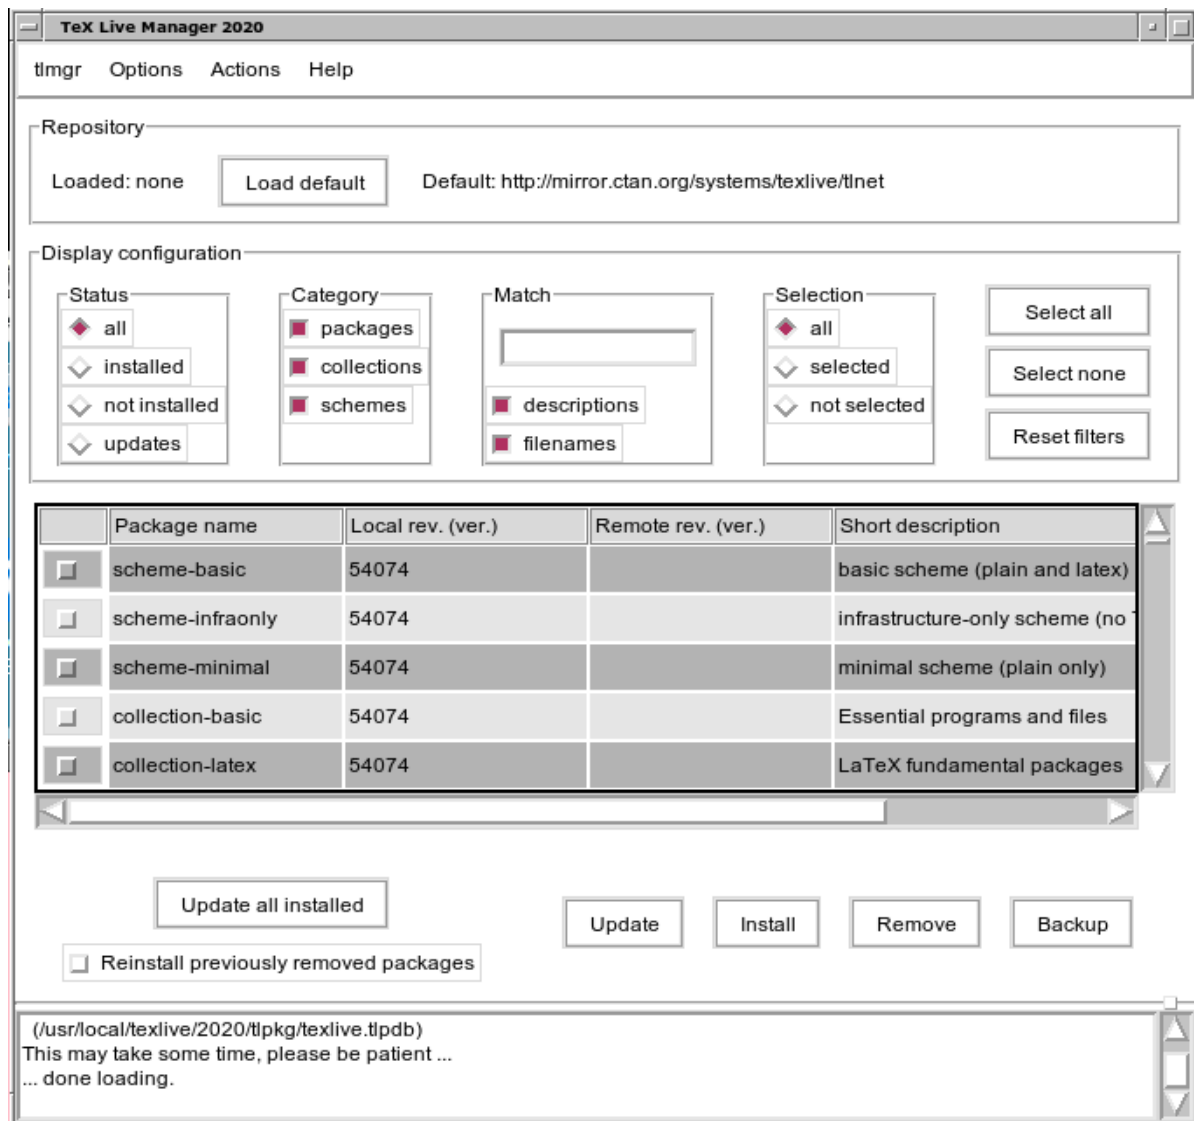 TeX Live Manager 2020
tlmgr Options Actions Help
Repository
Loaded: none Load default Default: http://mirror.ctan.org/systems/texlive/tlnet
Display configuration
Status Category Match Selection
all packages all Select all
installed collections selected Select none
not installed schemes descriptions not selected
updates filenames Reset filters
Package name Local rev. (ver.) Remote rev. (ver.) Short description
scheme-basic 54074 basic scheme (plain and latex)
scheme-infraonly 54074 infrastructure-only scheme (no
scheme-minimal 54074 minimal scheme (plain only)
collection-basic 54074 Essential programs and files
collection-latex 54074 LaTeX fundamental packages
Update all installed Update Install Remove Backup
Reinstall previously removed packages
(/usr/local/texlive/2020/tlpkg/texlive.tlpdb)
This may take some time, please be patient ...
... done loading.